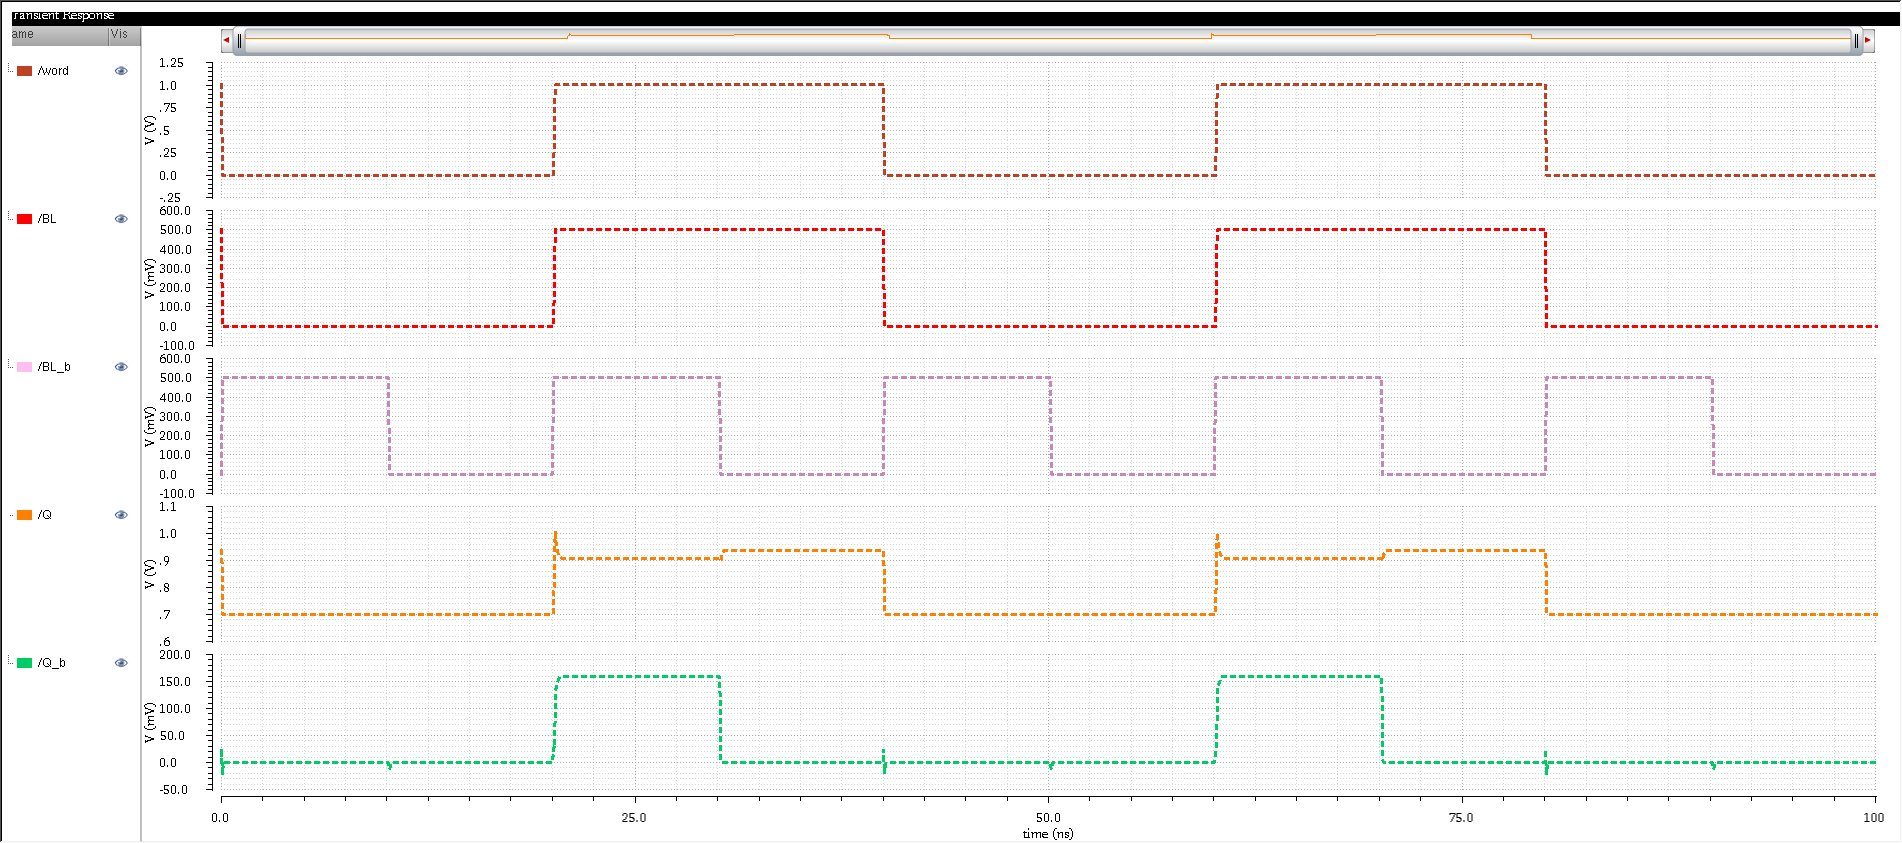 ransient Response
ame Vis
/word
1.25
1.0
.75
.5
.25
0.0
-.25
V (V)
/BL
600.0
500.0
400.0
300.0
200.0
100.0
0.0
-100.0
V (mV)
/BL_b
600.0
500.0
400.0
300.0
200.0
100.0
0.0
-100.0
V (mV)
/Q
1.1
1.0
.9
.8
.7
.6
V (V)
/Q_b
200.0
150.0
100.0
50.0
0.0
-50.0
V (mV)
0.0 25.0 50.0 75.0 100
time (ns)